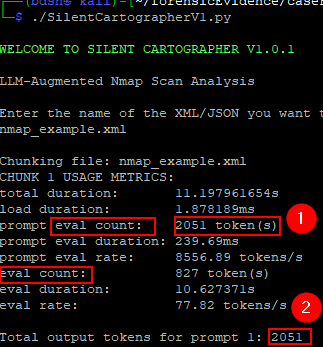 (bdsn㉿kali)-[~/forensicEvidence/case
$ ./SilentCartographerV1.py
WELCOME TO SILENT CARTOGRAPHER V1.0.1
LLM-Augmented Nmap Scan Analysis
Enter the name of the XML/JSON you want t
nmap_example.xml
Chunking file: nmap_example.xml
CHUNK 1 USAGE METRICS:
total duration: 11.197961654s
load duration: 1.878189ms
prompt eval count: 2051 token(s)
1
prompt eval duration: 239.69ms
prompt eval rate: 8556.89 tokens/s
eval count: 827 token(s)
eval duration: 10.627371s
eval rate: 77.82 tokens/s
2
Total output tokens for prompt 1: 2051